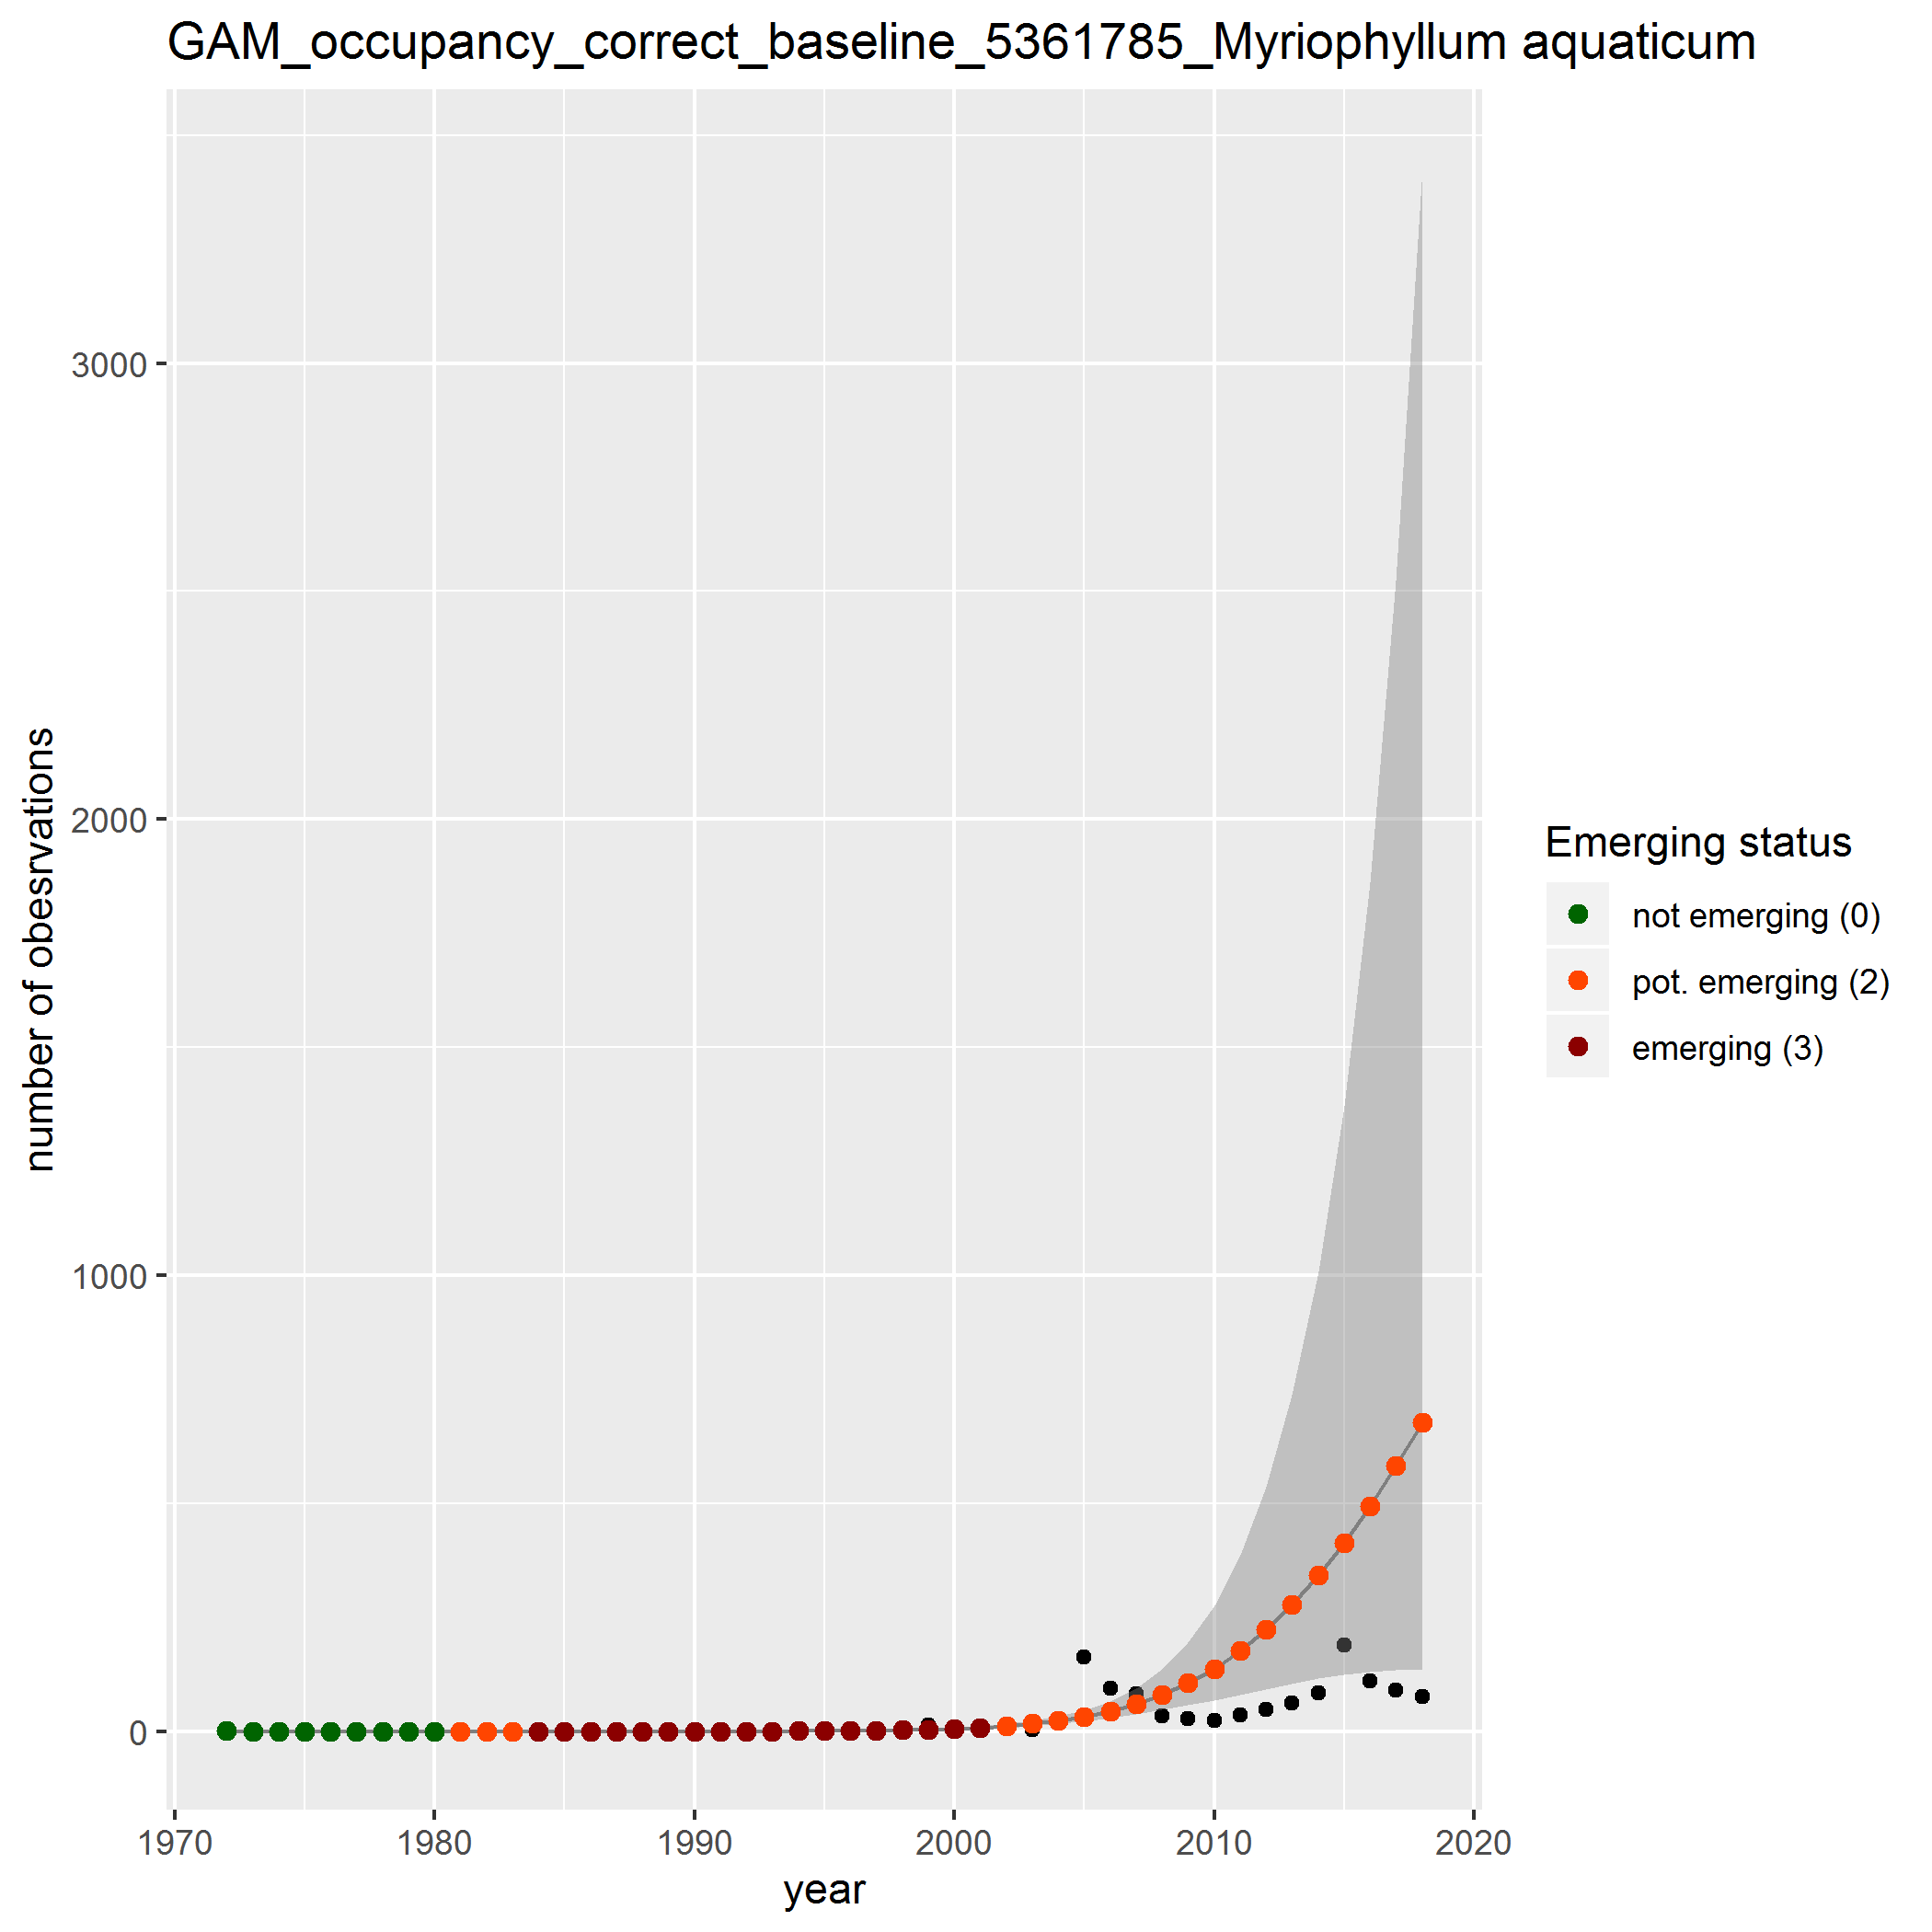 GAM_occupancy_correct_baseline_5361785_Myriophyllum aquaticum
number of obesrvations
3000
2000
1000
0
1970 1980 1990 2000 2010 2020
year
Emerging status
not emerging (0)
pot. emerging (2)
emerging (3)